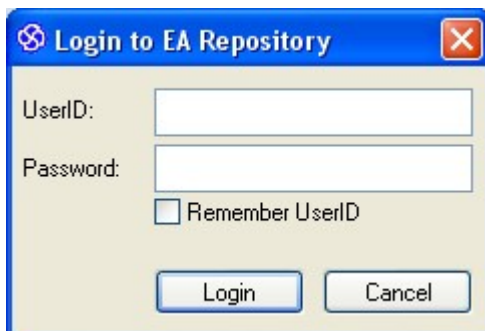 Login to EA Repository
UserID:
Password:
Remember UserID
Login Cancel